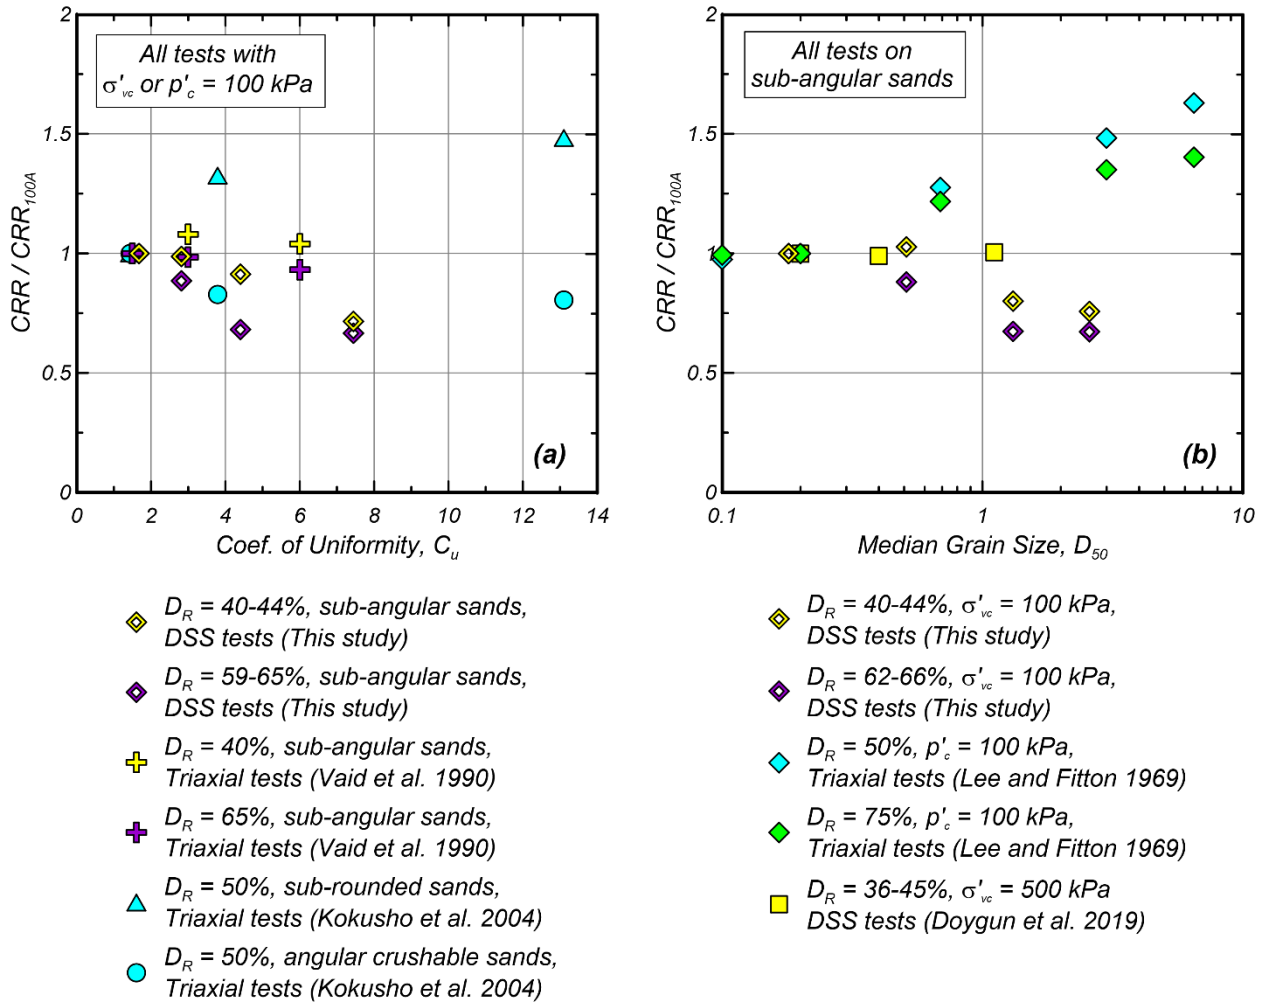 All tests with
σ'vc or p'c = 100 kPa
CRR / CRR100A
2
1.5
1
0.5
0
0 2 4 6 8 10 12 14
Coef. of Uniformity, Cu
(a)
All tests on
sub-angular sands
CRR / CRR100A
2
1.5
1
0.5
0
0.1 1 10
Median Grain Size, D50
(b)
DR = 40-44%, sub-angular sands,
DSS tests (This study)
DR = 59-65%, sub-angular sands,
DSS tests (This study)
DR = 40%, sub-angular sands,
Triaxial tests (Vaid et al. 1990)
DR = 65%, sub-angular sands,
Triaxial tests (Vaid et al. 1990)
DR = 50%, sub-rounded sands,
Triaxial tests (Kokusho et al. 2004)
DR = 50%, angular crushable sands,
Triaxial tests (Kokusho et al. 2004)
DR = 40-44%, σ'vc = 100 kPa,
DSS tests (This study)
DR = 62-66%, σ'vc = 100 kPa,
DSS tests (This study)
DR = 50%, p'c = 100 kPa,
Triaxial tests (Lee and Fitton 1969)
DR = 75%, p'c = 100 kPa,
Triaxial tests (Lee and Fitton 1969)
DR = 36-45%, σ'vc = 500 kPa
DSS tests (Doygun et al. 2019)